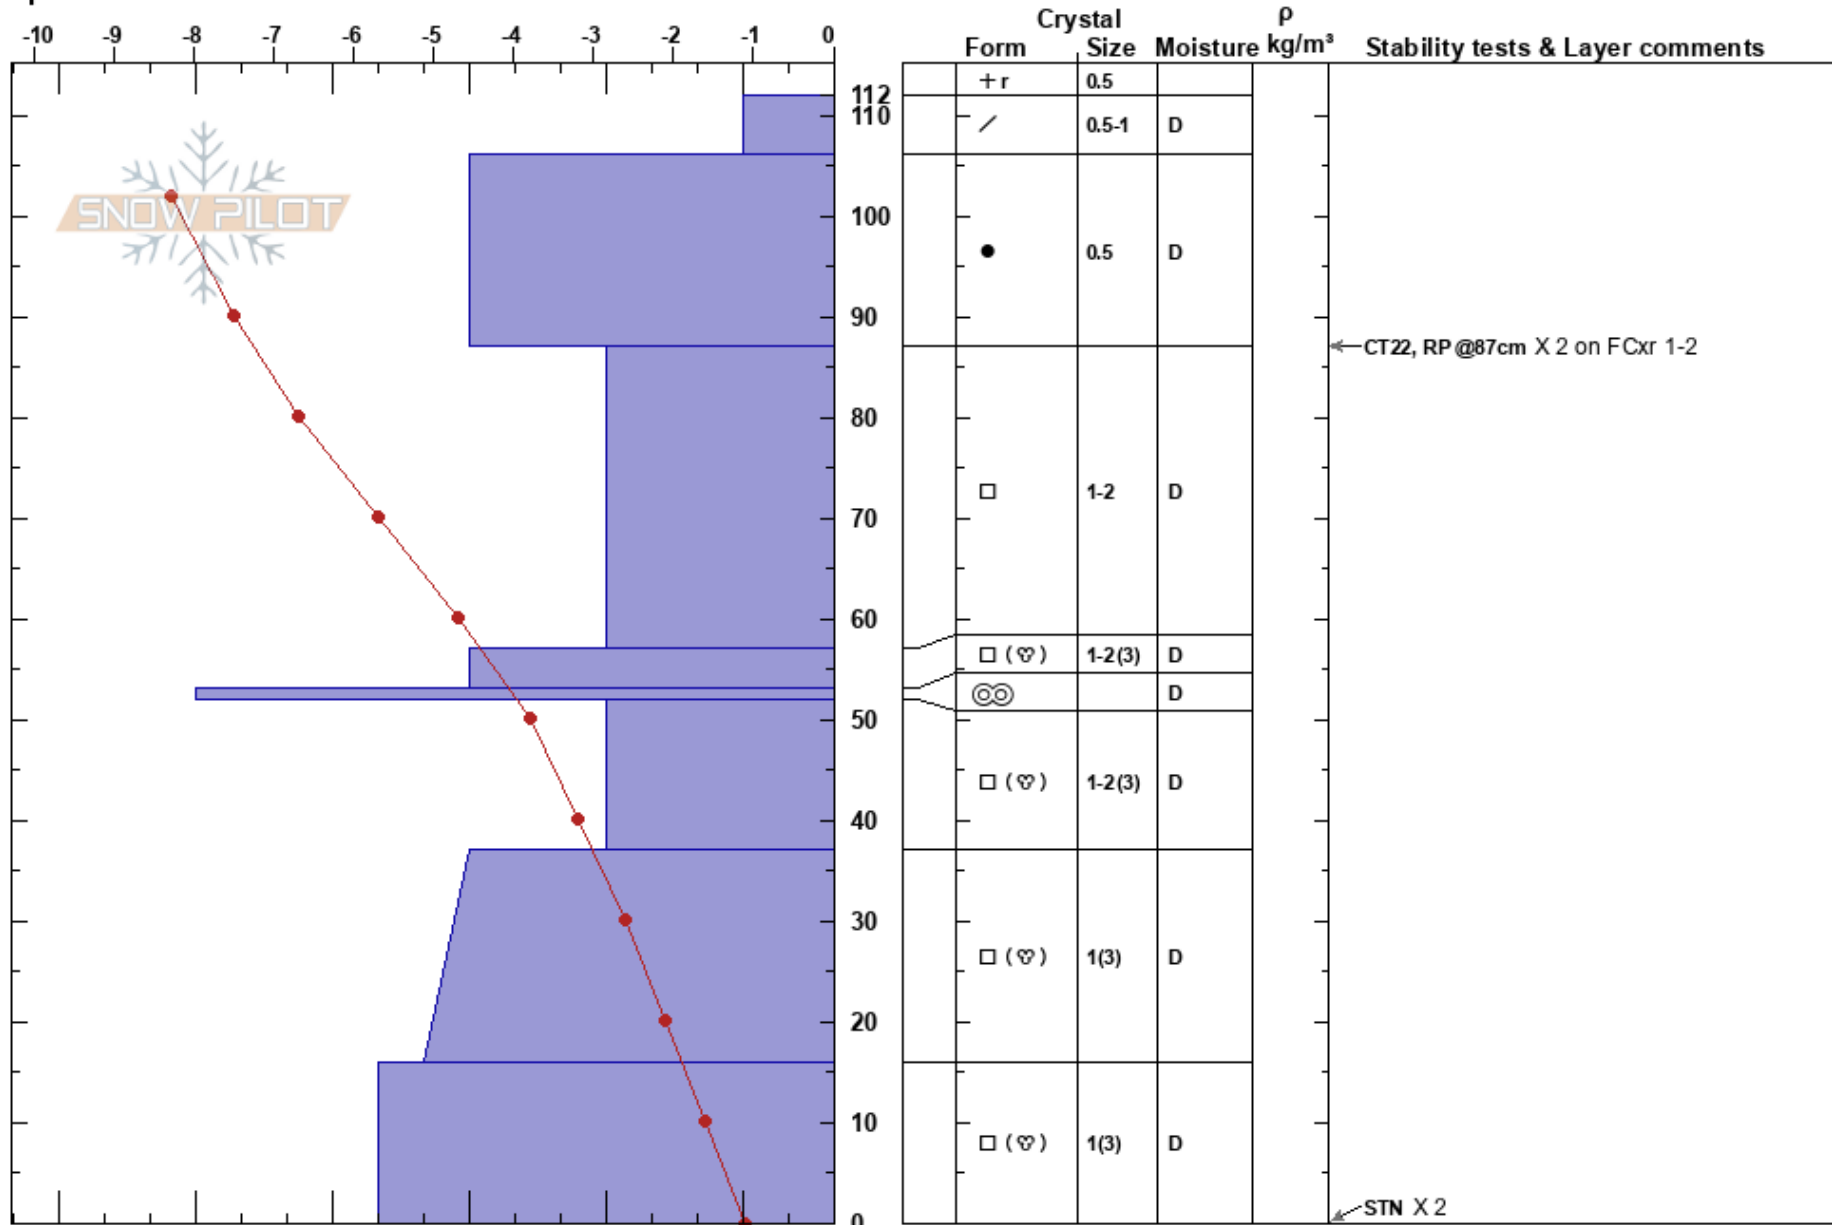 Crystal ρ
-10 -9 -8 -7 -6 -5 -4 -3 -2 -1 0 Form Size Moisture kg/m³ Stability tests & Layer comments
+ r 0.5
112
110 / 0.5-1 D
SNOW PILOT
100
● 0.5 D
90
CT22, RP @87cm X 2 on FCxr 1-2
80
□ 1-2 D
70
60
□ ( ) 1-2(3) D
D
50
□ ( ) 1-2(3) D
40
30
□ ( ) 1(3) D
20
10
□ ( ) 1(3) D
STN X 2
0